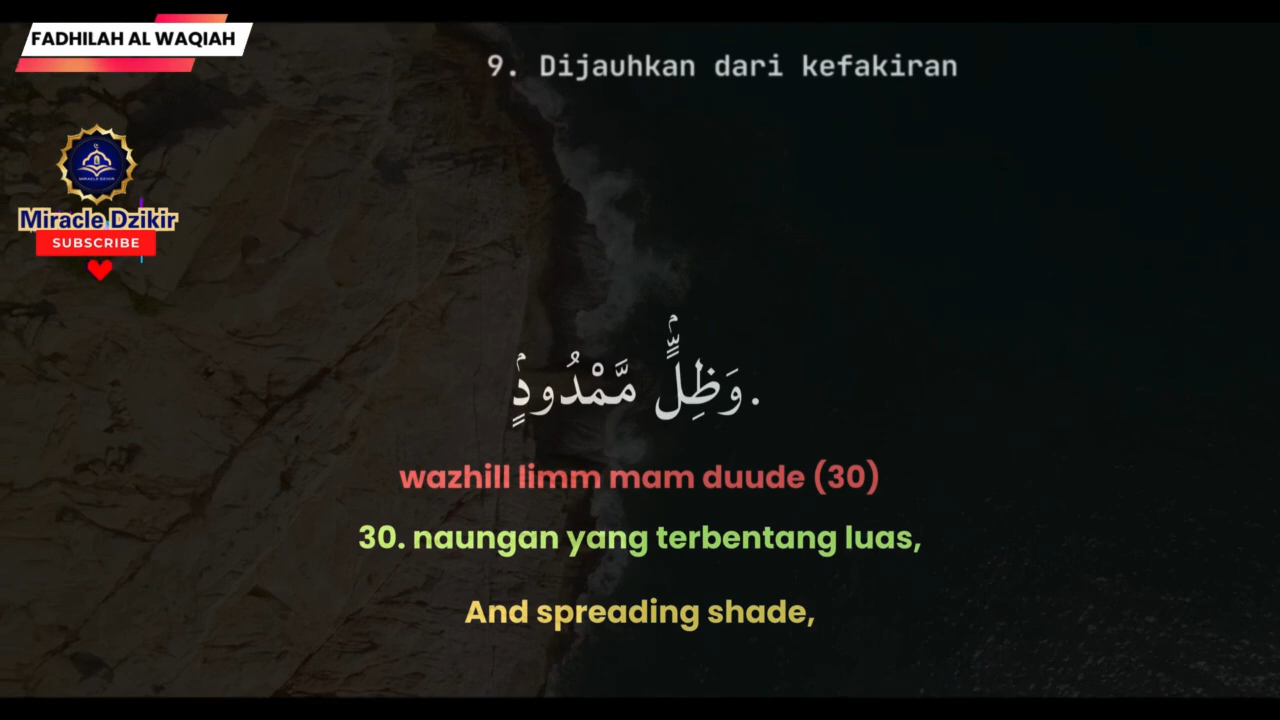 FADHILAH AL WAQIAH
9. Dijauhkan dari kefakiran
Miracle Dzikir
SUBSCRIBE
وَظِلٍّۢ مَّمْدُودٍۢ.
wazhill limm mam duude (30)
30. naungan yang terbentang luas,
And spreading shade,